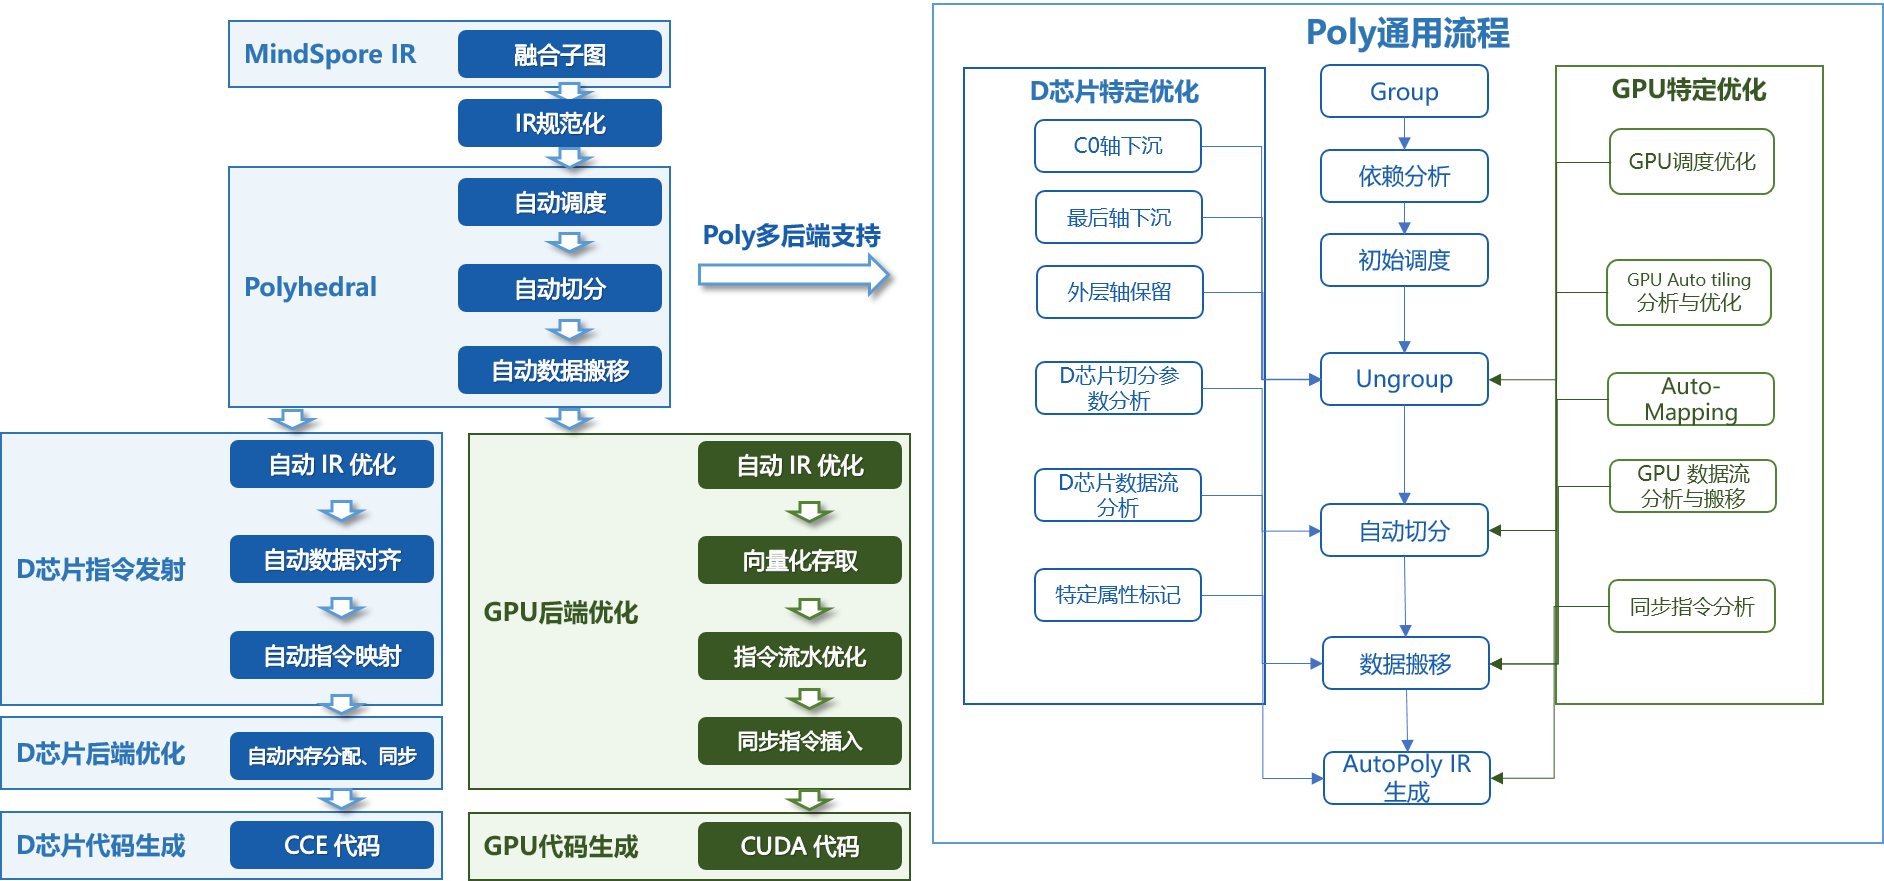 MindSpore IR
融合子图
IR规范化
Polyhedral
自动调度
自动切分
自动数据搬移
Poly多后端支持
D芯片指令发射
自动 IR 优化
自动数据对齐
自动指令映射
D芯片后端优化
自动内存分配、同步
D芯片代码生成
CCE 代码
GPU后端优化
自动 IR 优化
向量化存取
指令流水优化
同步指令插入
GPU代码生成
CUDA 代码
Poly通用流程
D芯片特定优化
C0轴下沉
最后轴下沉
外层轴保留
D芯片切分参
数分析
D芯片数据流
分析
特定属性标记
Group
依赖分析
初始调度
Ungroup
自动切分
数据搬移
AutoPoly IR
生成
GPU特定优化
GPU调度优化
GPU Auto tiling
分析与优化
Auto-
Mapping
GPU 数据流
分析与搬移
同步指令分析